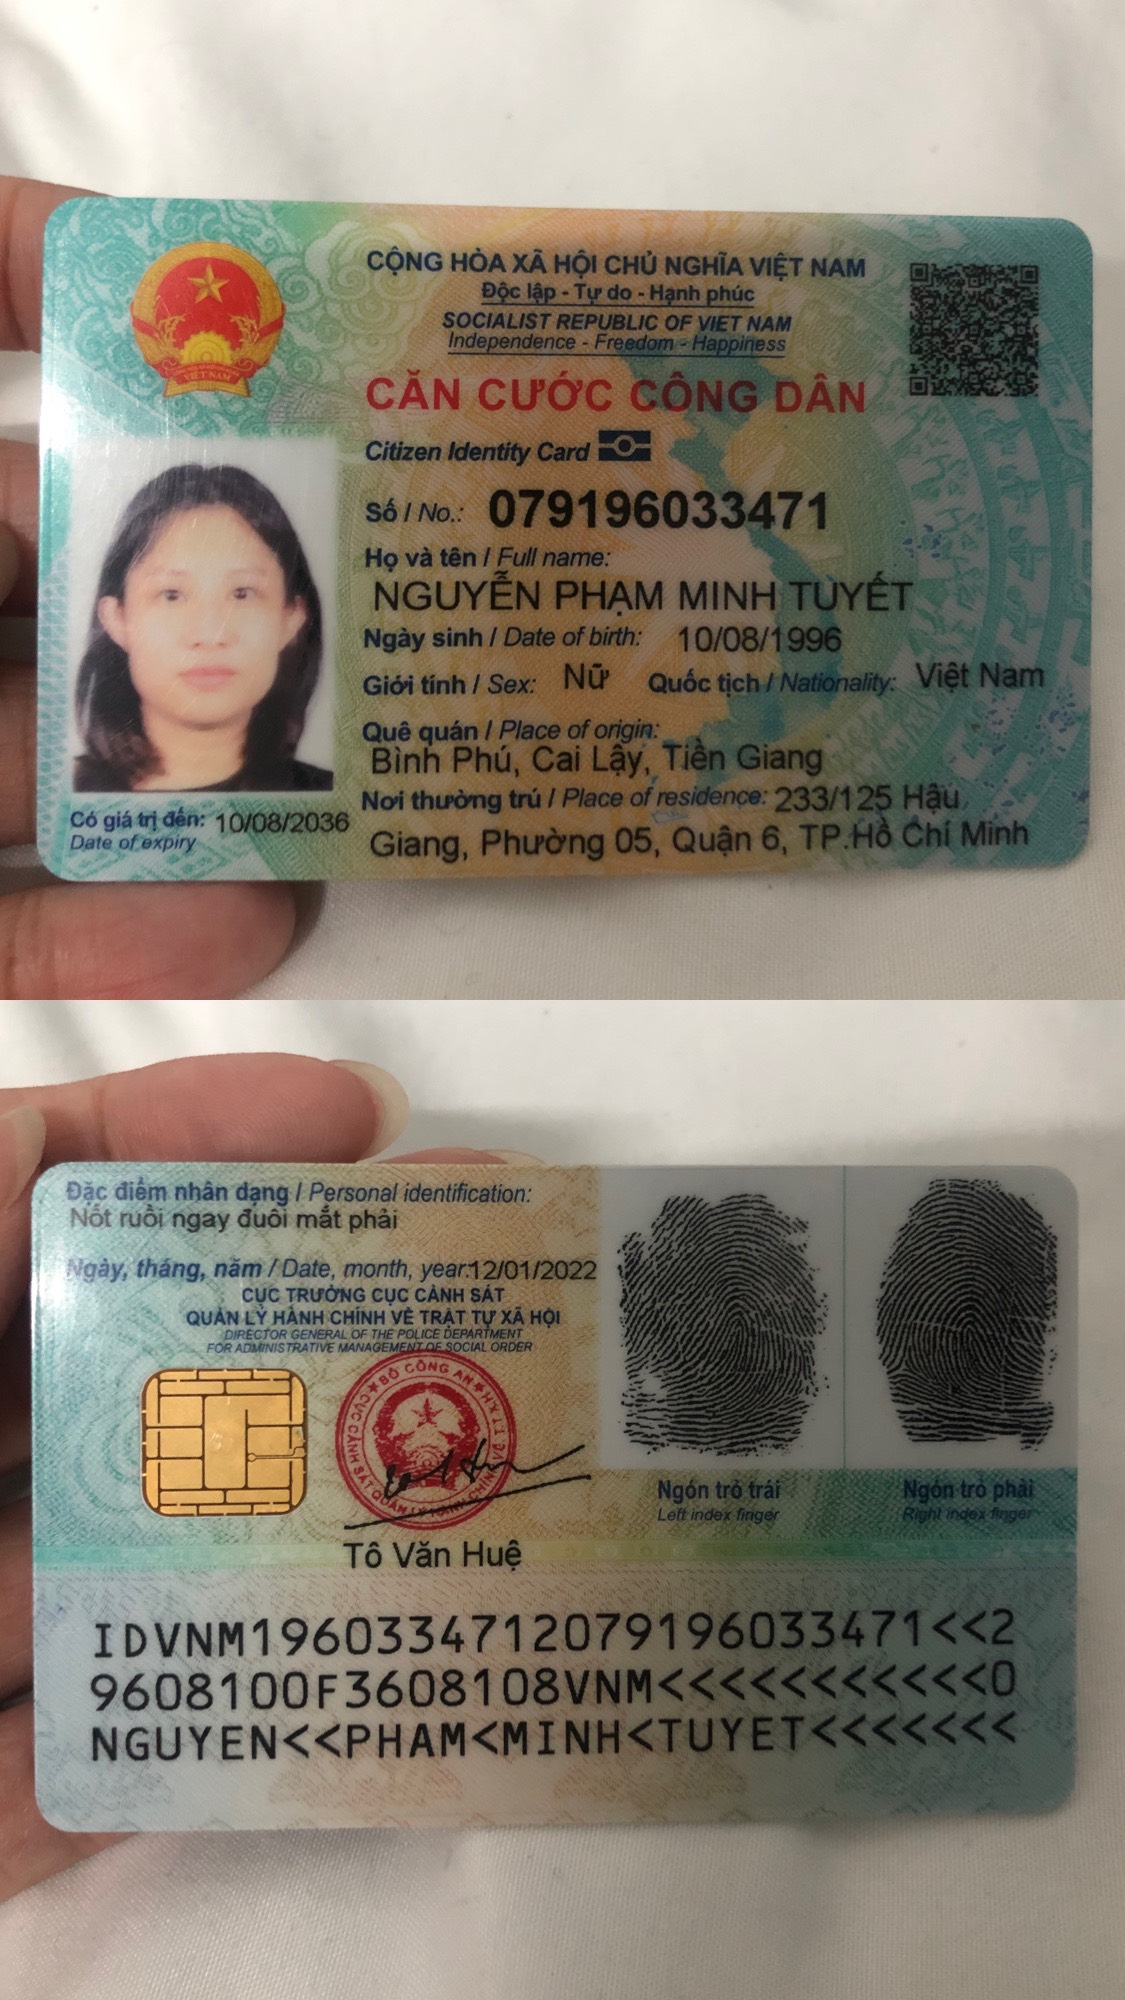 CỘNG HÒA XÃ HỘI CHỦ NGHĨA VIỆT NAM
Độc lập - Tự do - Hạnh phúc
SOCIALIST REPUBLIC OF VIET NAM
Independence - Freedom - Happiness
VIỆT NAM
CĂN CƯỚC CÔNG DÂN
Citizen Identity Card
Số / No.: 079196033471
Họ và tên / Full name:
NGUYỄN PHẠM MINH TUYẾT
Ngày sinh / Date of birth: 10/08/1996
Giới tính / Sex: Nữ Quốc tịch / Nationality: Việt Nam
Quê quán / Place of origin:
Bình Phú, Cai Lậy, Tiền Giang
Nơi thường trú / Place of residence: 233/125 Hậu
Giang, Phường 05, Quận 6, TP.Hồ Chí Minh
Có giá trị đến: 10/08/2036
Date of expiry
Đặc điểm nhân dạng / Personal identification:
Nốt ruồi ngay đuôi mắt phải
Ngày, tháng, năm / Date, month, year: 12/01/2022
CỤC TRƯỞNG CỤC CẢNH SÁT
QUẢN LÝ HÀNH CHÍNH VỀ TRẬT TỰ XÃ HỘI
DIRECTOR GENERAL OF THE POLICE DEPARTMENT
FOR ADMINISTRATIVE MANAGEMENT OF SOCIAL ORDER
BỘ CÔNG AN
CỤC CẢNH SÁT QUẢN LÝ HÀNH CHÍNH VỀ TTXH
Tô Văn Huệ
Ngón trỏ trái
Left index finger
Ngón trỏ phải
Right index finger
IDVNM1960334712079196033471<<2
9608100F3608108VNM<<<<<<<<<<<0
NGUYEN<<PHAM<MINH<TUYET<<<<<<<